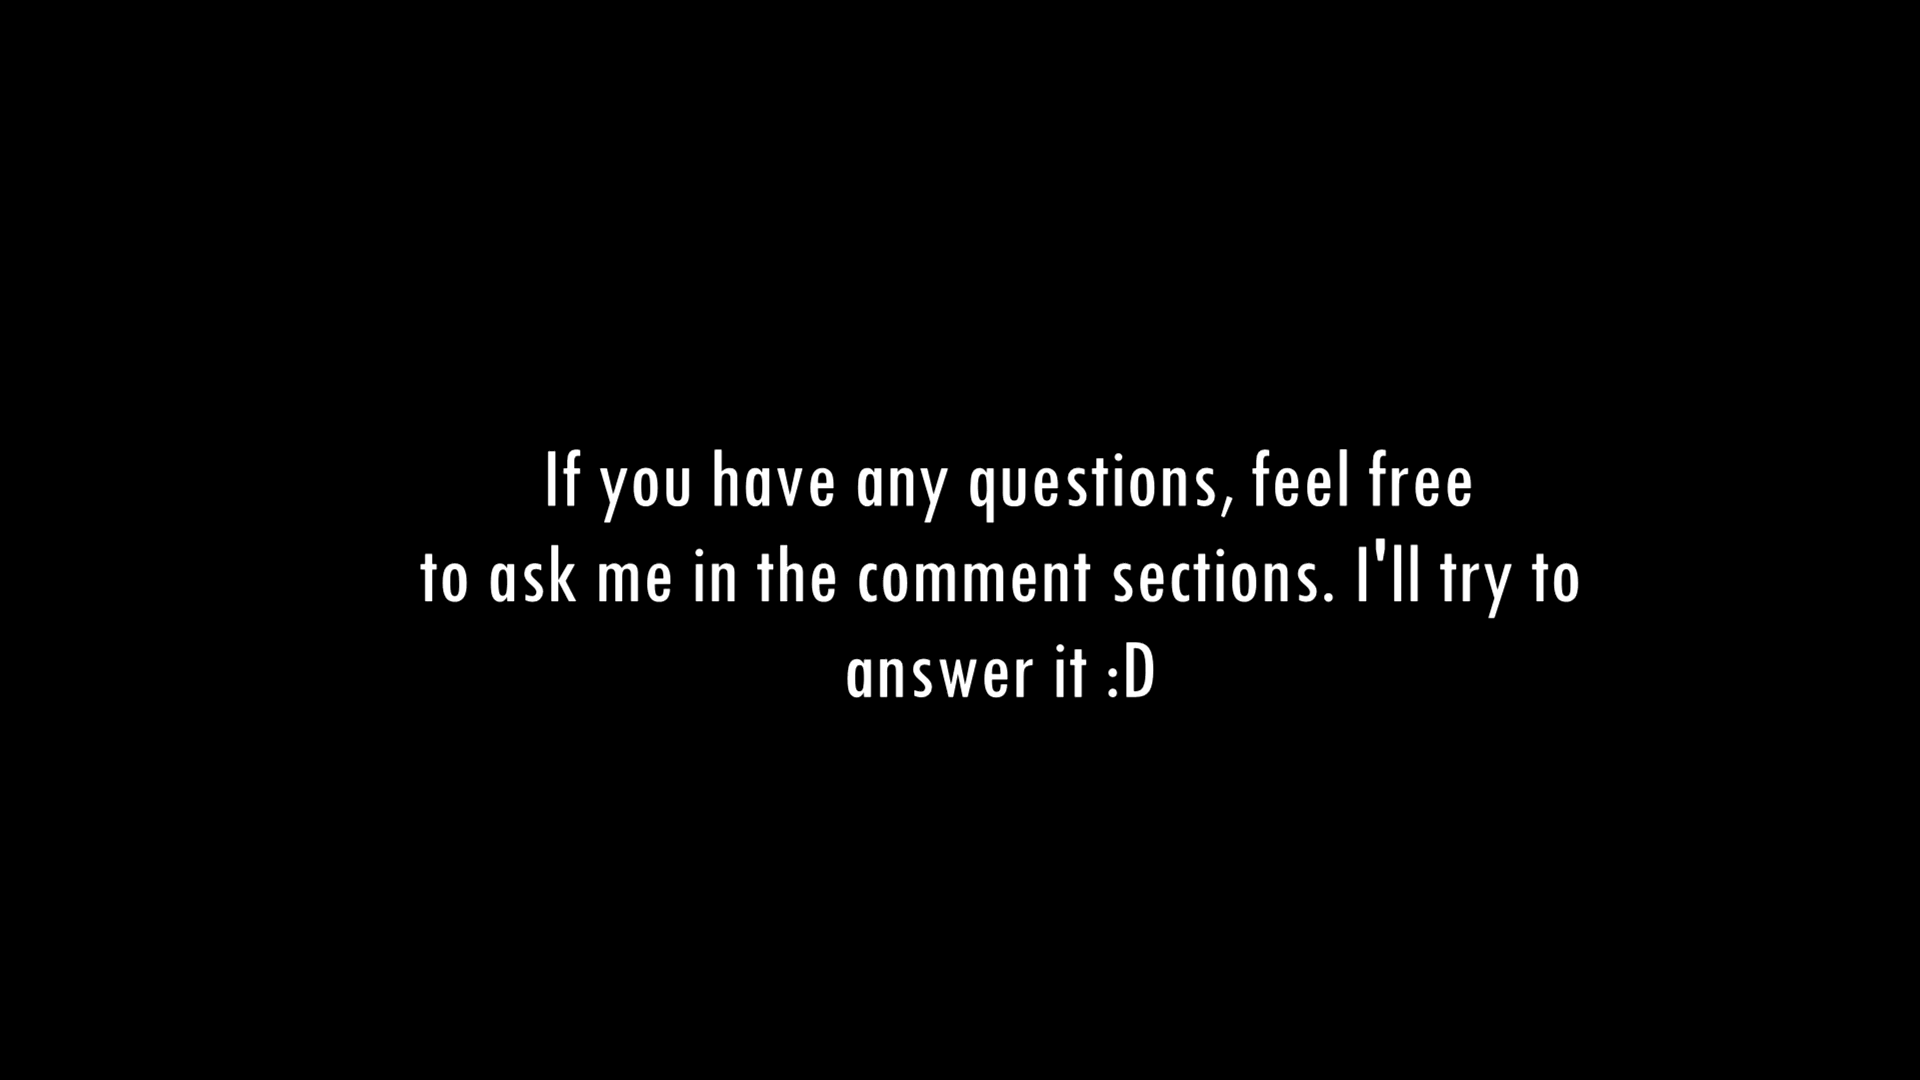 If you have any questions, feel free
to ask me in the comment sections. I'll try to
answer it :D